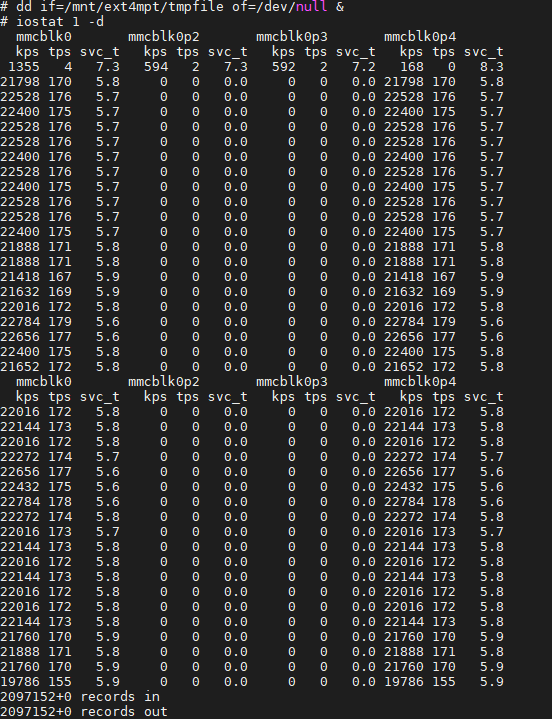 # dd if=/mnt/ext4mpt/tmpfile of=/dev/null &
# iostat 1 -d
mmcblk0 mmcblk0p2 mmcblk0p3 mmcblk0p4
kps tps svc_t kps tps svc_t kps tps svc_t kps tps svc_t
1355 4 7.3 594 2 7.3 592 2 7.2 168 0 8.3
21798 170 5.8 0 0 0.0 0 0 0.0 21798 170 5.8
22528 176 5.7 0 0 0.0 0 0 0.0 22528 176 5.7
22400 175 5.7 0 0 0.0 0 0 0.0 22400 175 5.7
22528 176 5.7 0 0 0.0 0 0 0.0 22528 176 5.7
22528 176 5.7 0 0 0.0 0 0 0.0 22528 176 5.7
22400 176 5.7 0 0 0.0 0 0 0.0 22400 176 5.7
22528 176 5.7 0 0 0.0 0 0 0.0 22528 176 5.7
22400 175 5.7 0 0 0.0 0 0 0.0 22400 175 5.7
22528 176 5.7 0 0 0.0 0 0 0.0 22528 176 5.7
22528 176 5.7 0 0 0.0 0 0 0.0 22528 176 5.7
22400 175 5.7 0 0 0.0 0 0 0.0 22400 175 5.7
21888 171 5.8 0 0 0.0 0 0 0.0 21888 171 5.8
21888 171 5.8 0 0 0.0 0 0 0.0 21888 171 5.8
21418 167 5.9 0 0 0.0 0 0 0.0 21418 167 5.9
21632 169 5.9 0 0 0.0 0 0 0.0 21632 169 5.9
22016 172 5.8 0 0 0.0 0 0 0.0 22016 172 5.8
22784 179 5.6 0 0 0.0 0 0 0.0 22784 179 5.6
22656 177 5.6 0 0 0.0 0 0 0.0 22656 177 5.6
22400 175 5.8 0 0 0.0 0 0 0.0 22400 175 5.8
21652 172 5.8 0 0 0.0 0 0 0.0 21652 172 5.8
mmcblk0 mmcblk0p2 mmcblk0p3 mmcblk0p4
kps tps svc_t kps tps svc_t kps tps svc_t kps tps svc_t
22016 172 5.8 0 0 0.0 0 0 0.0 22016 172 5.8
22144 173 5.8 0 0 0.0 0 0 0.0 22144 173 5.8
22016 172 5.8 0 0 0.0 0 0 0.0 22016 172 5.8
22272 174 5.7 0 0 0.0 0 0 0.0 22272 174 5.7
22656 177 5.6 0 0 0.0 0 0 0.0 22656 177 5.6
22432 175 5.6 0 0 0.0 0 0 0.0 22432 175 5.6
22784 178 5.6 0 0 0.0 0 0 0.0 22784 178 5.6
22272 174 5.8 0 0 0.0 0 0 0.0 22272 174 5.8
22016 173 5.7 0 0 0.0 0 0 0.0 22016 173 5.7
22144 173 5.8 0 0 0.0 0 0 0.0 22144 173 5.8
22016 172 5.8 0 0 0.0 0 0 0.0 22016 172 5.8
22144 173 5.8 0 0 0.0 0 0 0.0 22144 173 5.8
22016 172 5.8 0 0 0.0 0 0 0.0 22016 172 5.8
22016 172 5.8 0 0 0.0 0 0 0.0 22016 172 5.8
22144 173 5.8 0 0 0.0 0 0 0.0 22144 173 5.8
21760 170 5.9 0 0 0.0 0 0 0.0 21760 170 5.9
21888 171 5.8 0 0 0.0 0 0 0.0 21888 171 5.8
21760 170 5.9 0 0 0.0 0 0 0.0 21760 170 5.9
19786 155 5.9 0 0 0.0 0 0 0.0 19786 155 5.9
2097152+0 records in
2097152+0 records out